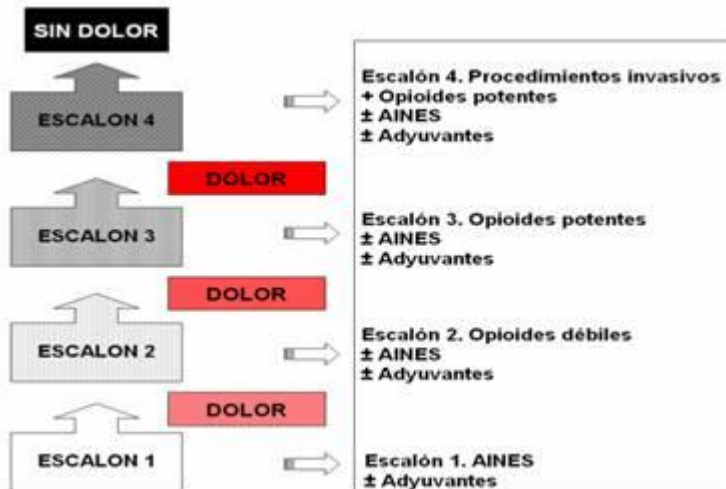 SIN DOLOR
Escalón 4. Procedimientos invasivos
+ Opioides potentes
± AINES
± Adyuvantes
ESCALON 4
DOLOR
Escalón 3. Opioides potentes
± AINES
± Adyuvantes
ESCALON 3
DOLOR
Escalón 2. Opioides débiles
± AINES
± Adyuvantes
ESCALON 2
DOLOR
Escalón 1. AINES
± Adyuvantes
ESCALON 1